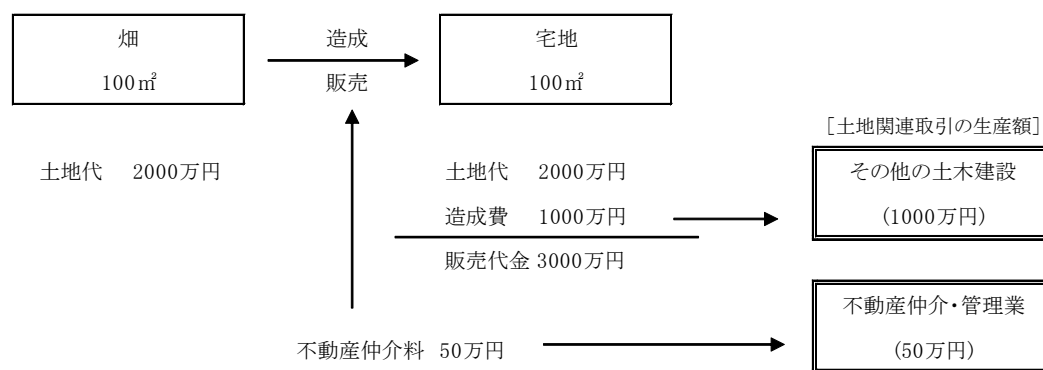 畑
100㎡
造成
販売
宅地
100㎡
[土地関連取引の生産額]
土地代 2000万円
土地代 2000万円
造成費 1000万円
販売代金 3000万円
その他の土木建設
(1000万円)
不動産仲介料 50万円
不動産仲介・管理業
(50万円)